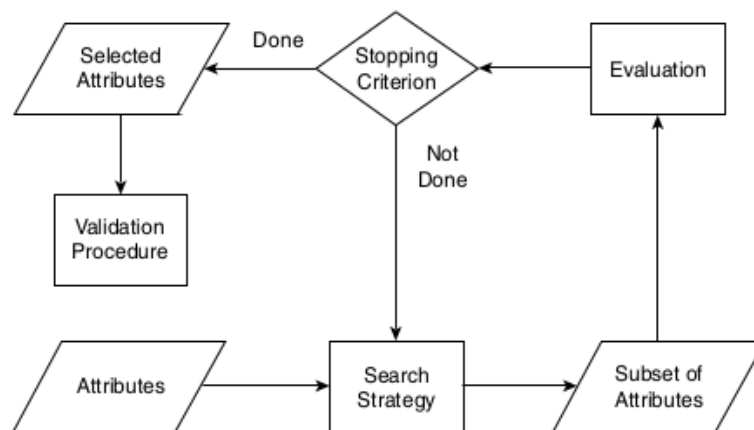 Selected
Attributes
Done
Stopping
Criterion
Evaluation
Not
Done
Validation
Procedure
Attributes
Search
Strategy
Subset of
Attributes